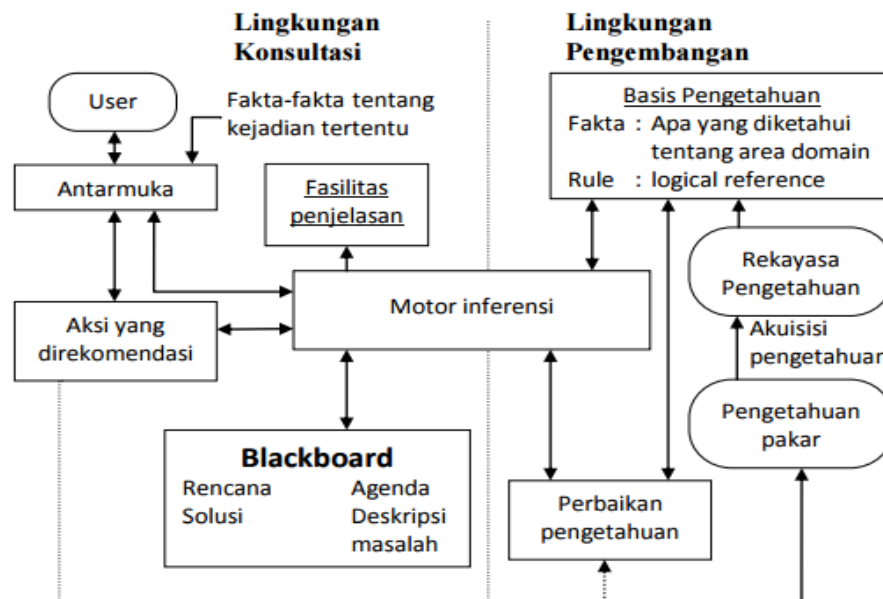 Lingkungan
Konsultasi
Lingkungan
Pengembangan
User
Fakta-fakta tentang
kejadian tertentu
Antarmuka
Fasilitas
penjelasan
Basis Pengetahuan
Fakta : Apa yang diketahui
tentang area domain
Rule : logical reference
Rekayasa
Pengetahuan
Motor inferensi
Aksi yang
direkomendasi
Akuisisi
pengetahuan
Pengetahuan
pakar
Blackboard
Rencana Agenda
Solusi Deskripsi
masalah
Perbaikan
pengetahuan